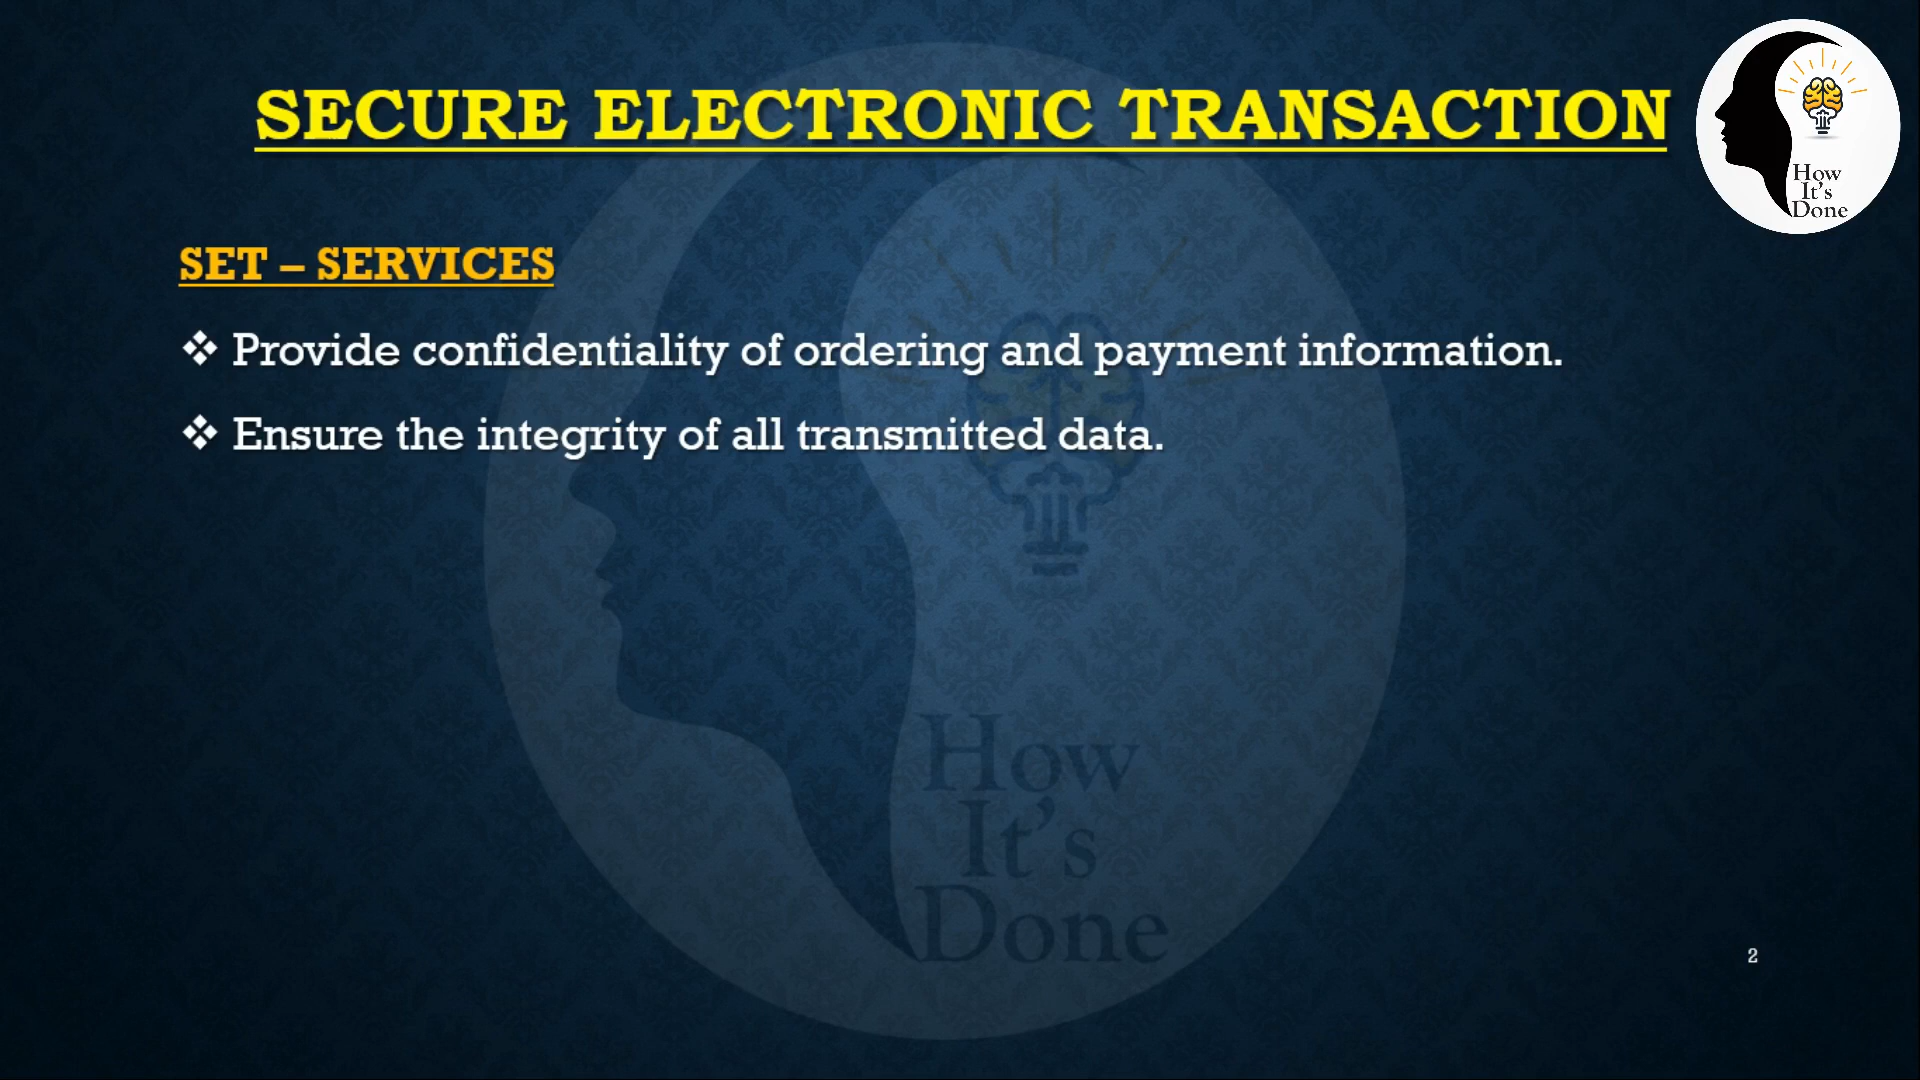 SECURE ELECTRONIC TRANSACTION
How
It's
Done
SET – SERVICES
❖ Provide confidentiality of ordering and payment information.
❖ Ensure the integrity of all transmitted data.
How
It's
Done
2